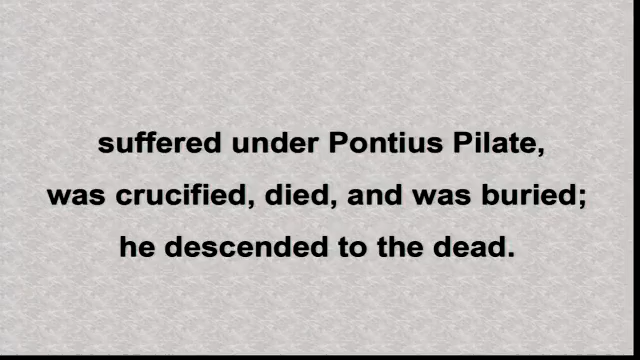 suffered under Pontius Pilate,
was crucified, died, and was buried;
he descended to the dead.